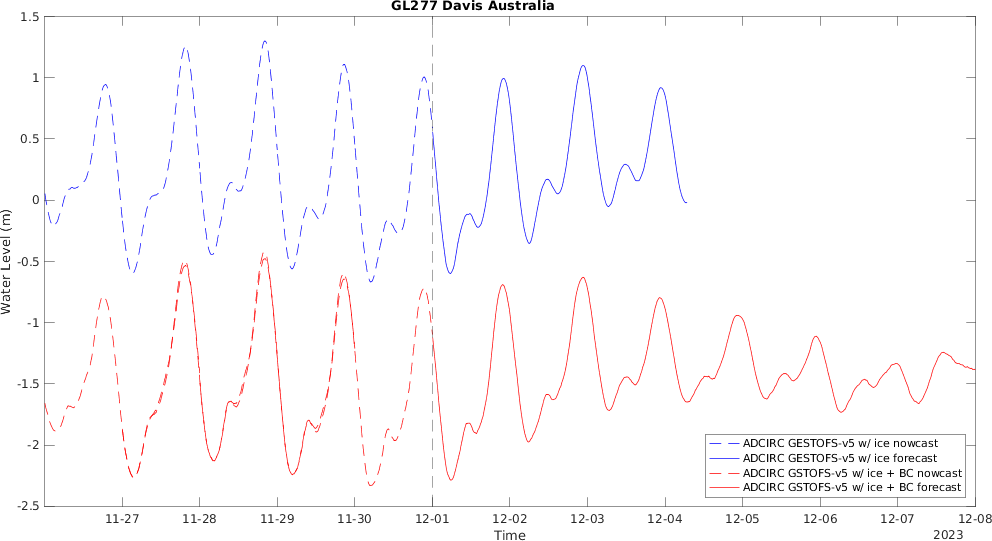 GL277 Davis Australia
1.5
1
0.5
0
-0.5
-1
-1.5
-2
-2.5
Water Level (m)
ADCIRC GESTOFS-v5 w/ ice nowcast
ADCIRC GESTOFS-v5 w/ ice forecast
ADCIRC GSTOFS-v5 w/ ice + BC nowcast
ADCIRC GSTOFS-v5 w/ ice + BC forecast
11-27 11-28 11-29 11-30 12-01 12-02 12-03 12-04 12-05 12-06 12-07 12-08
Time
2023